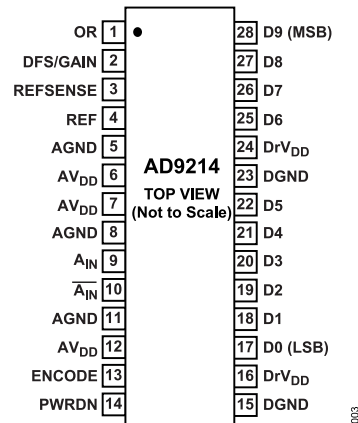 OR 1 28 D9 (MSB)
DFS/GAIN 2 27 D8
REFSENSE 3 26 D7
REF 4 25 D6
AGND 5 24 DrVDD
AVDD 6 AD9214 23 DGND
AVDD 7 TOP VIEW 22 D5
(Not to Scale)
AGND 8 21 D4
AIN 9 20 D3
A̅I̅N̅ 10 19 D2
AGND 11 18 D1
AVDD 12 17 D0 (LSB)
ENCODE 13 16 DrVDD
PWRDN 14 15 DGND
003